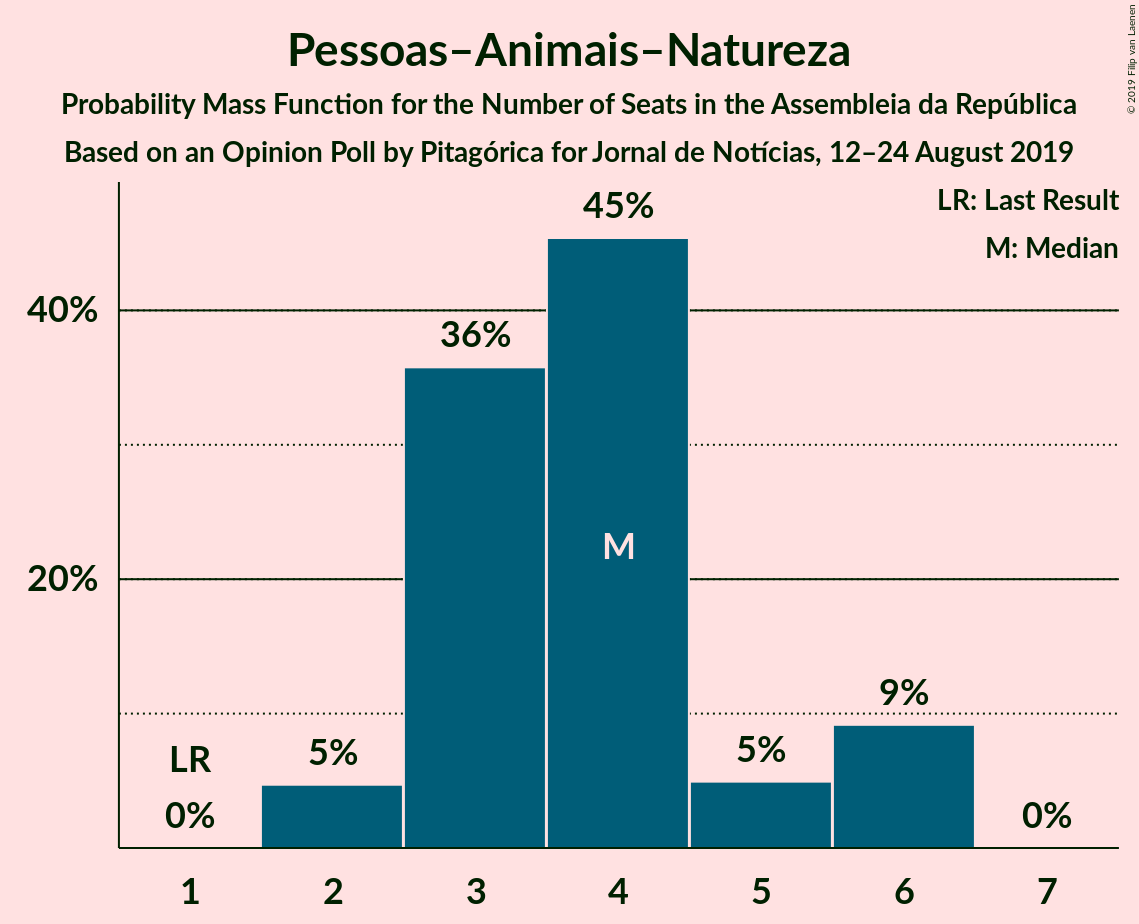 Pessoas–Animais–Natureza
Probability Mass Function for the Number of Seats in the Assembleia da República
Based on an Opinion Poll by Pitagórica for Jornal de Notícias, 12–24 August 2019
© 2019 Filip van Laenen
LR: Last Result
M: Median
45%
40%
36%
M
20%
9%
LR
5%
5%
0%
0%
1 2 3 4 5 6 7